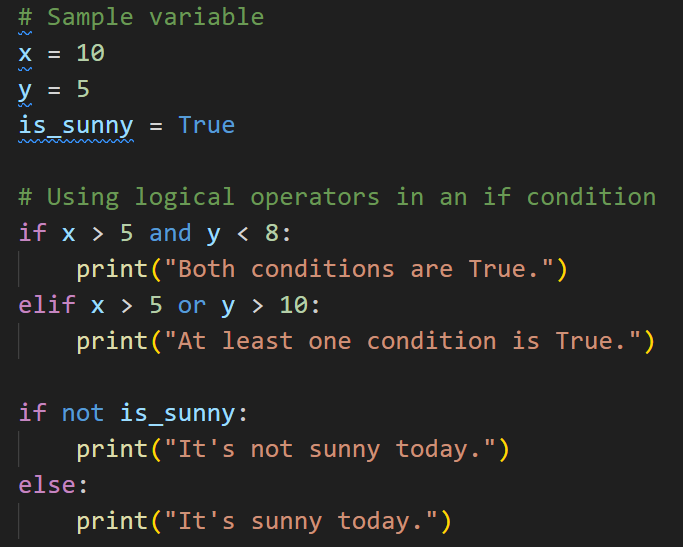 # Sample variable
x = 10
y = 5
is_sunny = True

# Using logical operators in an if condition
if x > 5 and y < 8:
    print("Both conditions are True.")
elif x > 5 or y > 10:
    print("At least one condition is True.")

if not is_sunny:
    print("It's not sunny today.")
else:
    print("It's sunny today.")